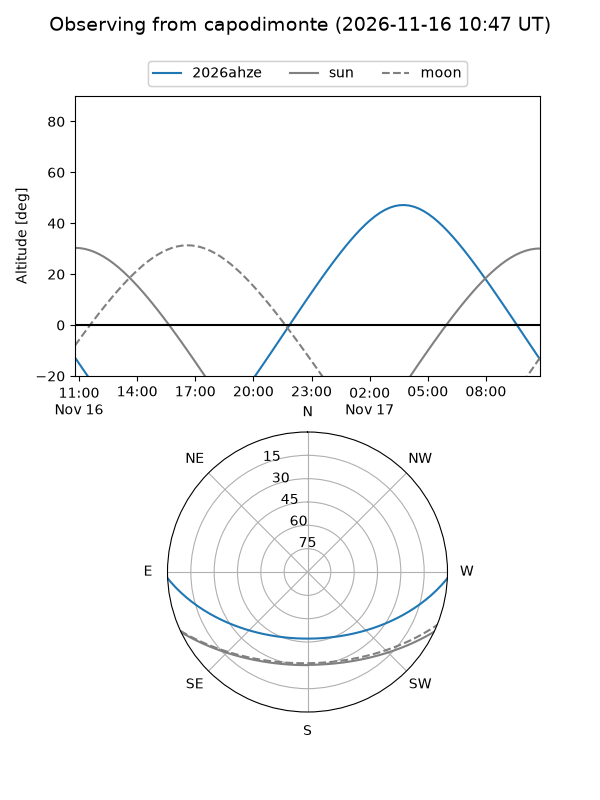 Observing from capodimonte (2026-11-16 10:47 UT)
2026ahze sun moon
Altitude [deg]
80
60
40
20
0
−20
11:00 14:00 17:00 20:00 23:00 02:00 05:00 08:00
Nov 16 Nov 17
N
NE NW
15
30
45
60
75
E W
SE SW
S